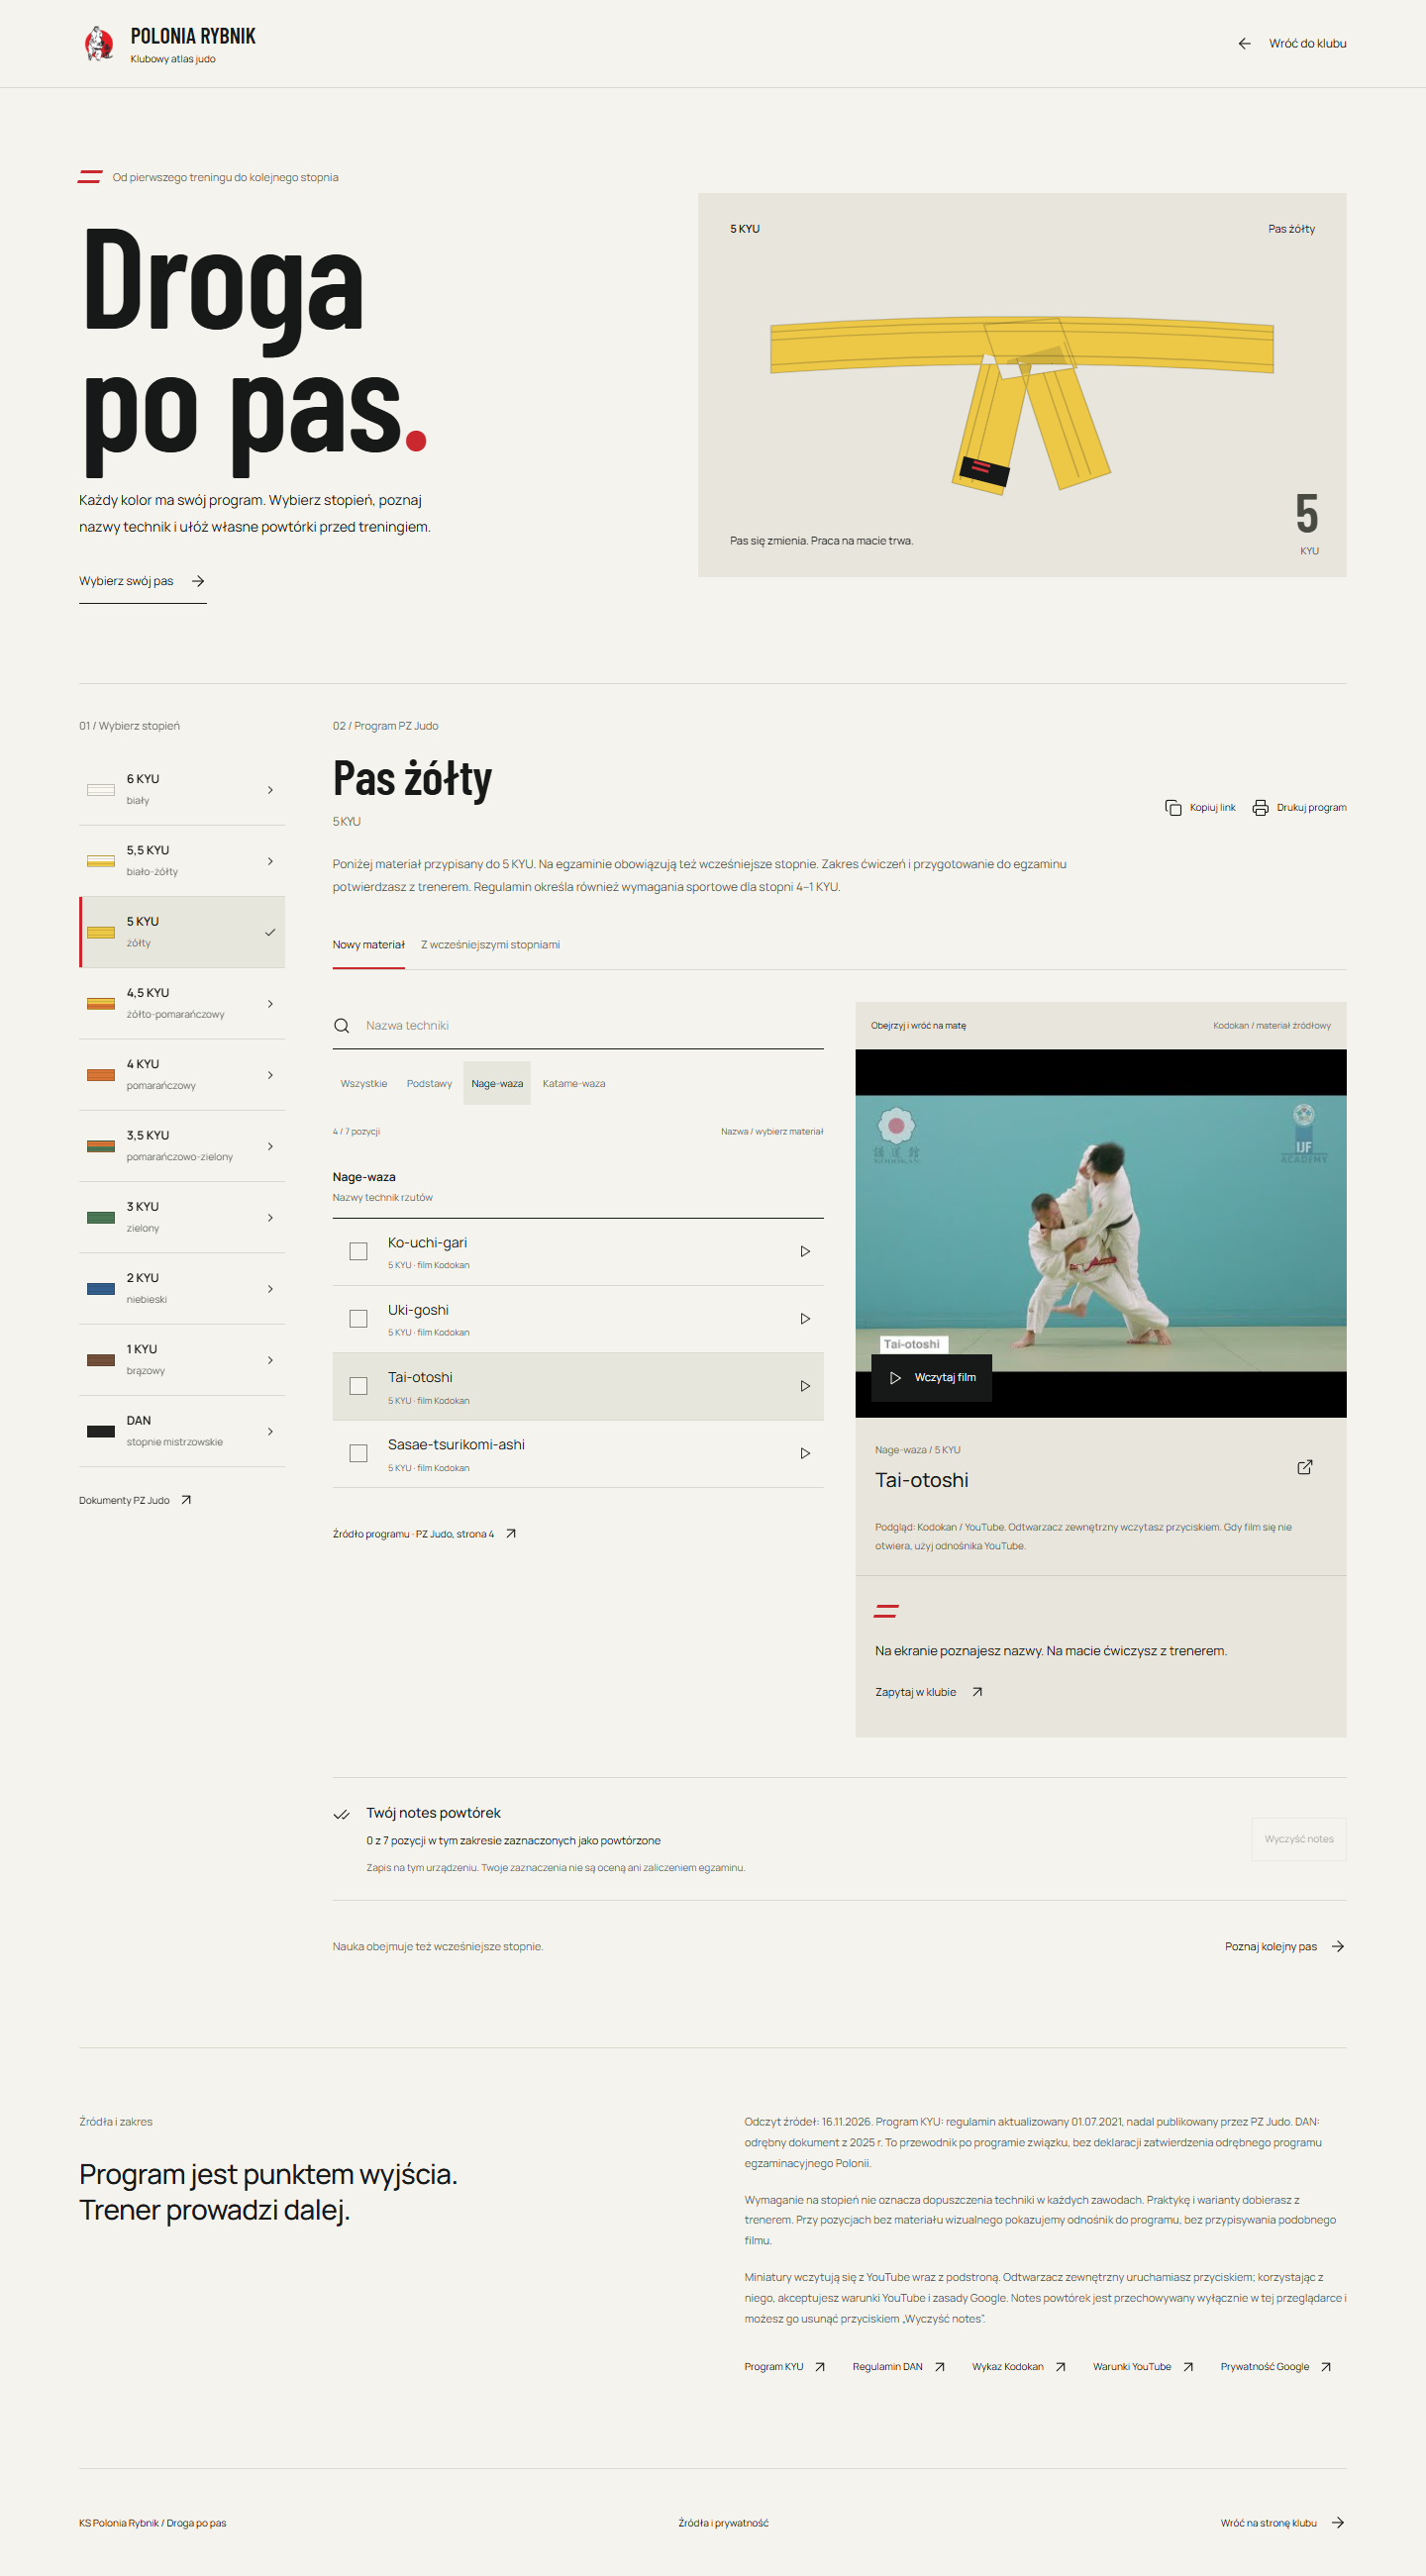 POLONIA RYBNIK
Klubowy atlas judo
Wróć do klubu
Od pierwszego treningu do kolejnego stopnia
Droga
po pas.
Każdy kolor ma swój program. Wybierz stopień, poznaj
nazwy technik i ułóż własne powtórki przed treningiem.
Wybierz swój pas
5 KYU
Pas żółty
Pas się zmienia. Praca na macie trwa.
5
KYU
01 / Wybierz stopień
6 KYU
biały
5,5 KYU
biało-żółty
5 KYU
żółty
4,5 KYU
żółto-pomarańczowy
4 KYU
pomarańczowy
3,5 KYU
pomarańczowo-zielony
3 KYU
zielony
2 KYU
niebieski
1 KYU
brązowy
DAN
stopnie mistrzowskie
Dokumenty PZ Judo
02 / Program PZ Judo
Pas żółty
5 KYU
Kopiuj link
Drukuj program
Poniżej materiał przypisany do 5 KYU. Na egzaminie obowiązują też wcześniejsze stopnie. Zakres ćwiczeń i przygotowanie do egzaminu
potwierdzasz z trenerem. Regulamin określa również wymagania sportowe dla stopni 4–1 KYU.
Nowy materiał
Z wcześniejszymi stopniami
Nazwa techniki
Wszystkie
Podstawy
Nage-waza
Katame-waza
4 / 7 pozycji
Nazwa / wybierz materiał
Nage-waza
Nazwy technik rzutów
Ko-uchi-gari
5 KYU · film Kodokan
Uki-goshi
5 KYU · film Kodokan
Tai-otoshi
5 KYU · film Kodokan
Sasae-tsurikomi-ashi
5 KYU · film Kodokan
Źródło programu · PZ Judo, strona 4
Obejrzyj i wróć na matę
Kodokan / materiał źródłowy
講道館
KODOKAN
IJF
ACADEMY
Tai-otoshi
Wczytaj film
Nage-waza / 5 KYU
Tai-otoshi
Podgląd: Kodokan / YouTube. Odtwarzacz zewnętrzny wczytasz przyciskiem. Gdy film się nie
otwiera, użyj odnośnika YouTube.
Na ekranie poznajesz nazwy. Na macie ćwiczysz z trenerem.
Zapytaj w klubie
Twój notes powtórek
0 z 7 pozycji w tym zakresie zaznaczonych jako powtórzone
Zapis na tym urządzeniu. Twoje zaznaczenia nie są oceną ani zaliczeniem egzaminu.
Wyczyść notes
Nauka obejmuje też wcześniejsze stopnie.
Poznaj kolejny pas
Źródła i zakres
Program jest punktem wyjścia.
Trener prowadzi dalej.
Odczyt źródeł: 16.11.2026. Program KYU: regulamin aktualizowany 01.07.2021, nadal publikowany przez PZ Judo. DAN:
odrębny dokument z 2025 r. To przewodnik po programie związku, bez deklaracji zatwierdzenia odrębnego programu
egzaminacyjnego Polonii.
Wymaganie na stopień nie oznacza dopuszczenia techniki w każdych zawodach. Praktykę i warianty dobierasz z
trenerem. Przy pozycjach bez materiału wizualnego pokazujemy odnośnik do programu, bez przypisywania podobnego
filmu.
Miniatury wczytują się z YouTube wraz z podstroną. Odtwarzacz zewnętrzny uruchamiasz przyciskiem; korzystając z
niego, akceptujesz warunki YouTube i zasady Google. Notes powtórek jest przechowywany wyłącznie w tej przeglądarce i
możesz go usunąć przyciskiem „Wyczyść notes”.
Program KYU
Regulamin DAN
Wykaz Kodokan
Warunki YouTube
Prywatność Google
KS Polonia Rybnik / Droga po pas
Źródła i prywatność
Wróć na stronę klubu